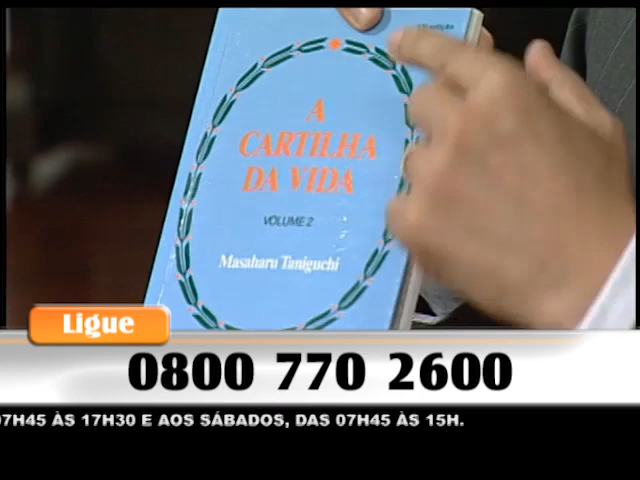 edição
A
CARTILHA
DA VIDA
VOLUME 2
Masaharu Taniguchi
Ligue
0800 770 2600
07H45 ÀS 17H30 E AOS SÁBADOS, DAS 07H45 ÀS 15H.